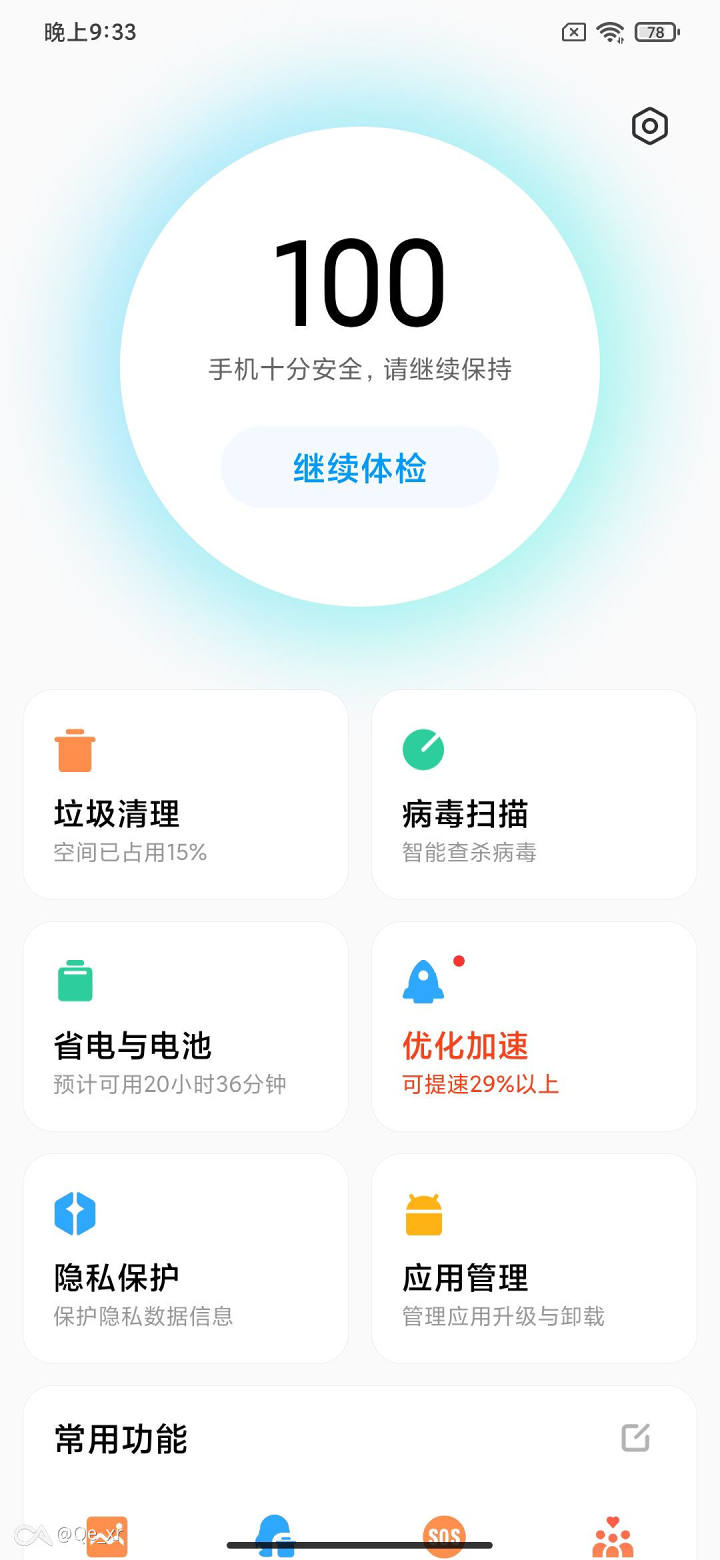 晚上9:33
78
100
手机十分安全，请继续保持
继续体检
垃圾清理
空间已占用15%
病毒扫描
智能查杀病毒
省电与电池
预计可用20小时36分钟
优化加速
可提速29%以上
隐私保护
保护隐私数据信息
应用管理
管理应用升级与卸载
常用功能
SOS